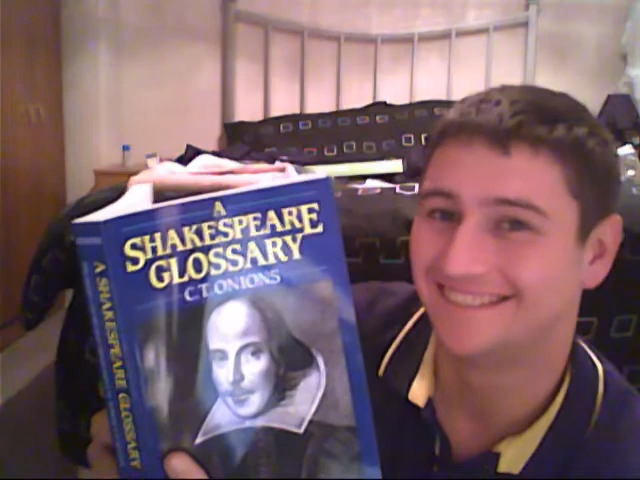 A
SHAKESPEARE
GLOSSARY
C.T. ONIONS
A SHAKESPEARE GLOSSARY